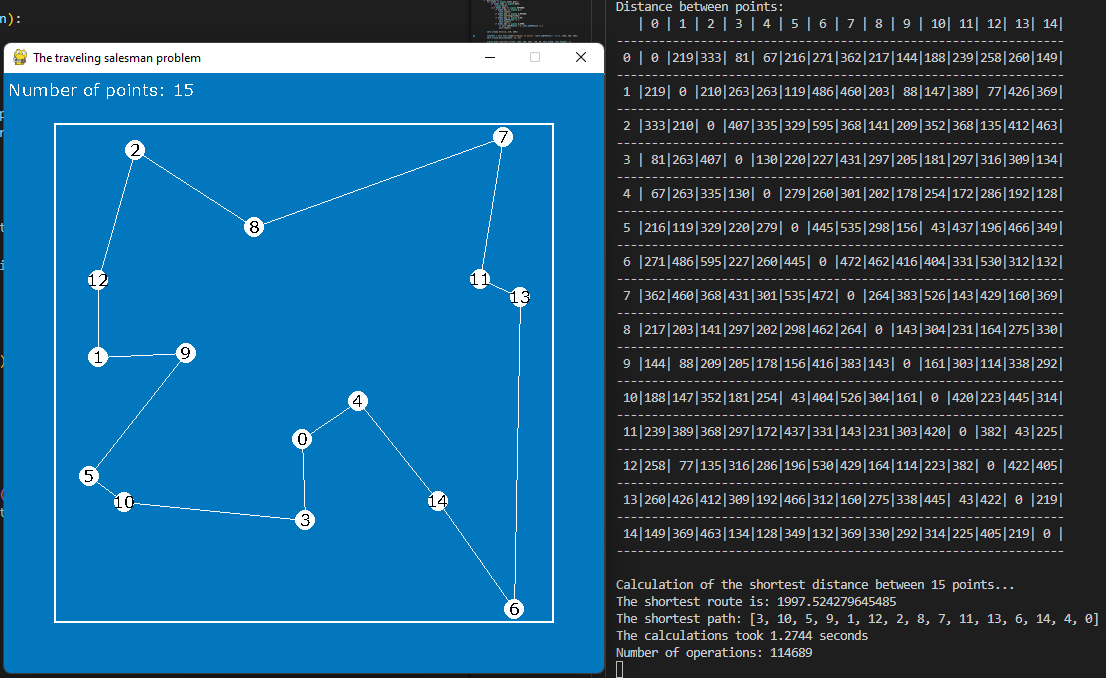 n):
The traveling salesman problem
Number of points: 15
2
7
8
12
11
13
1
9
4
0
5
10
14
3
6
Distance between points:
| 0 | 1 | 2 | 3 | 4 | 5 | 6 | 7 | 8 | 9 | 10| 11| 12| 13| 14|
----------------------------------------------------------------
0 | 0 |219|333| 81| 67|216|271|362|217|144|188|239|258|260|149|
----------------------------------------------------------------
1 |219| 0 |210|263|263|119|486|460|203| 88|147|389| 77|426|369|
----------------------------------------------------------------
2 |333|210| 0 |407|335|329|595|368|141|209|352|368|135|412|463|
----------------------------------------------------------------
3 | 81|263|407| 0 |130|220|227|431|297|205|181|297|316|309|134|
----------------------------------------------------------------
4 | 67|263|335|130| 0 |279|260|301|202|178|254|172|286|192|128|
----------------------------------------------------------------
5 |216|119|329|220|279| 0 |445|535|298|156| 43|437|196|466|349|
----------------------------------------------------------------
6 |271|486|595|227|260|445| 0 |472|462|416|404|331|530|312|132|
----------------------------------------------------------------
7 |362|460|368|431|301|535|472| 0 |264|383|526|143|429|160|369|
----------------------------------------------------------------
8 |217|203|141|297|202|298|462|264| 0 |143|304|231|164|275|330|
----------------------------------------------------------------
9 |144| 88|209|205|178|156|416|383|143| 0 |161|303|114|338|292|
----------------------------------------------------------------
10|188|147|352|181|254| 43|404|526|304|161| 0 |420|223|445|314|
----------------------------------------------------------------
11|239|389|368|297|172|437|331|143|231|303|420| 0 |382| 43|225|
----------------------------------------------------------------
12|258| 77|135|316|286|196|530|429|164|114|223|382| 0 |422|405|
----------------------------------------------------------------
13|260|426|412|309|192|466|312|160|275|338|445| 43|422| 0 |219|
----------------------------------------------------------------
14|149|369|463|134|128|349|132|369|330|292|314|225|405|219| 0 |
----------------------------------------------------------------
Calculation of the shortest distance between 15 points...
The shortest route is: 1997.524279645485
The shortest path: [3, 10, 5, 9, 1, 12, 2, 8, 7, 11, 13, 6, 14, 4, 0]
The calculations took 1.2744 seconds
Number of operations: 114689